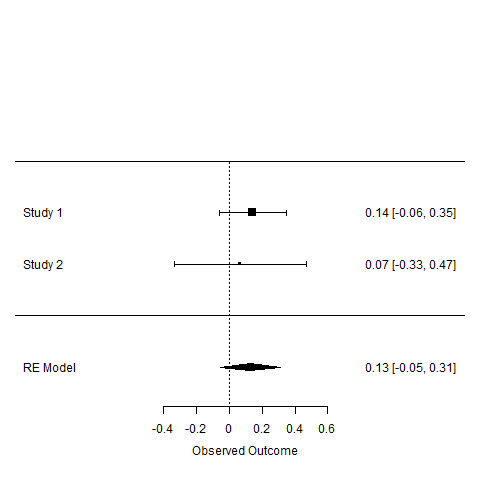 Study 1 0.14 [-0.06, 0.35]
Study 2 0.07 [-0.33, 0.47]
RE Model 0.13 [-0.05, 0.31]
-0.4 -0.2 0 0.2 0.4 0.6
Observed Outcome